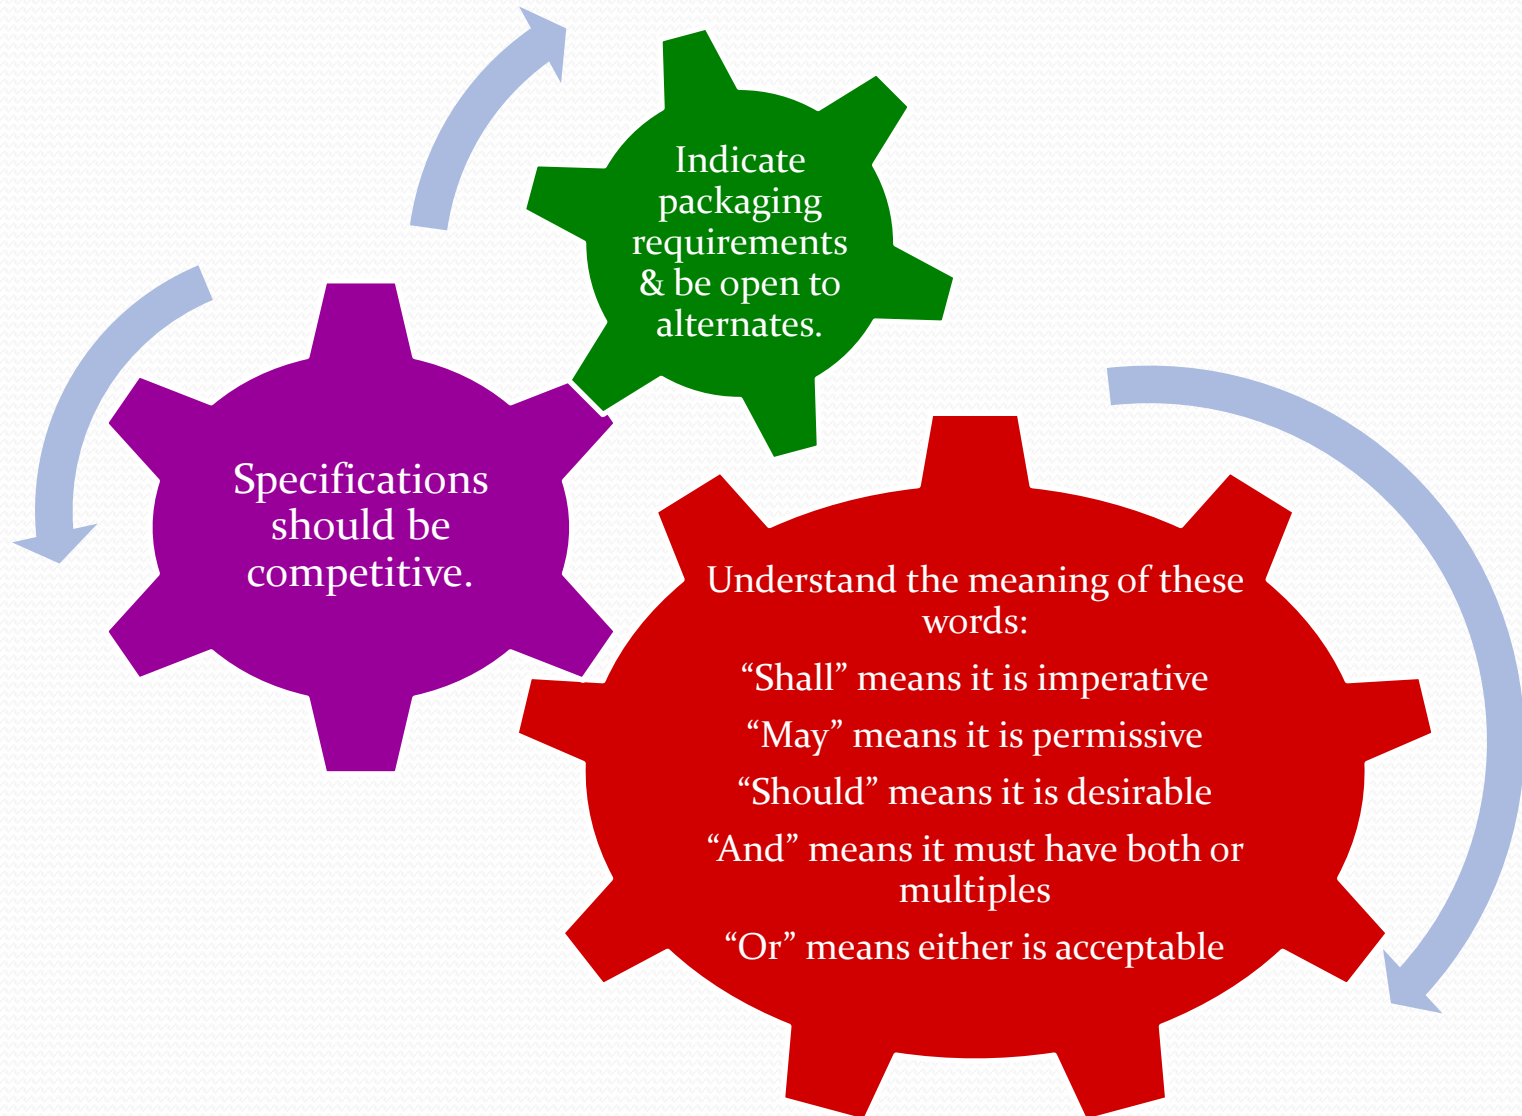 Indicate
packaging
requirements
& be open to
alternates.
Specifications
should be
competitive.
Understand the meaning of these
words:
“Shall” means it is imperative
“May” means it is permissive
“Should” means it is desirable
“And” means it must have both or
multiples
“Or” means either is acceptable